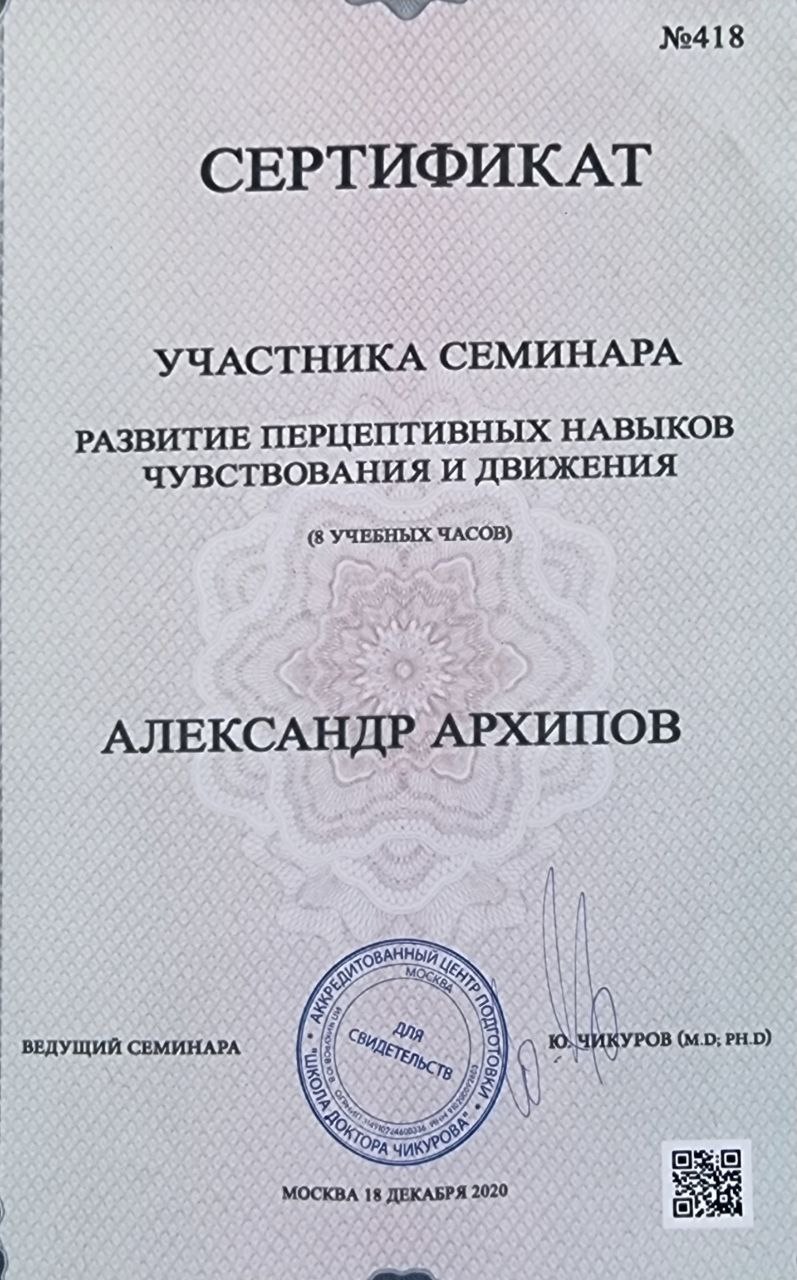 №418
СЕРТИФИКАТ
УЧАСТНИКА СЕМИНАРА
РАЗВИТИЕ ПЕРЦЕПТИВНЫХ НАВЫКОВ
ЧУВСТВОВАНИЯ И ДВИЖЕНИЯ
(8 УЧЕБНЫХ ЧАСОВ)
АЛЕКСАНДР АРХИПОВ
АККРЕДИТОВАННЫЙ ЦЕНТР ПОДГОТОВКИ
"ШКОЛА ДОКТОРА ЧИКУРОВА"
МОСКВА
ДЛЯ
СВИДЕТЕЛЬСТВ
ВЕДУЩИЙ СЕМИНАРА
Ю. ЧИКУРОВ (M.D; PH.D)
МОСКВА 18 ДЕКАБРЯ 2020